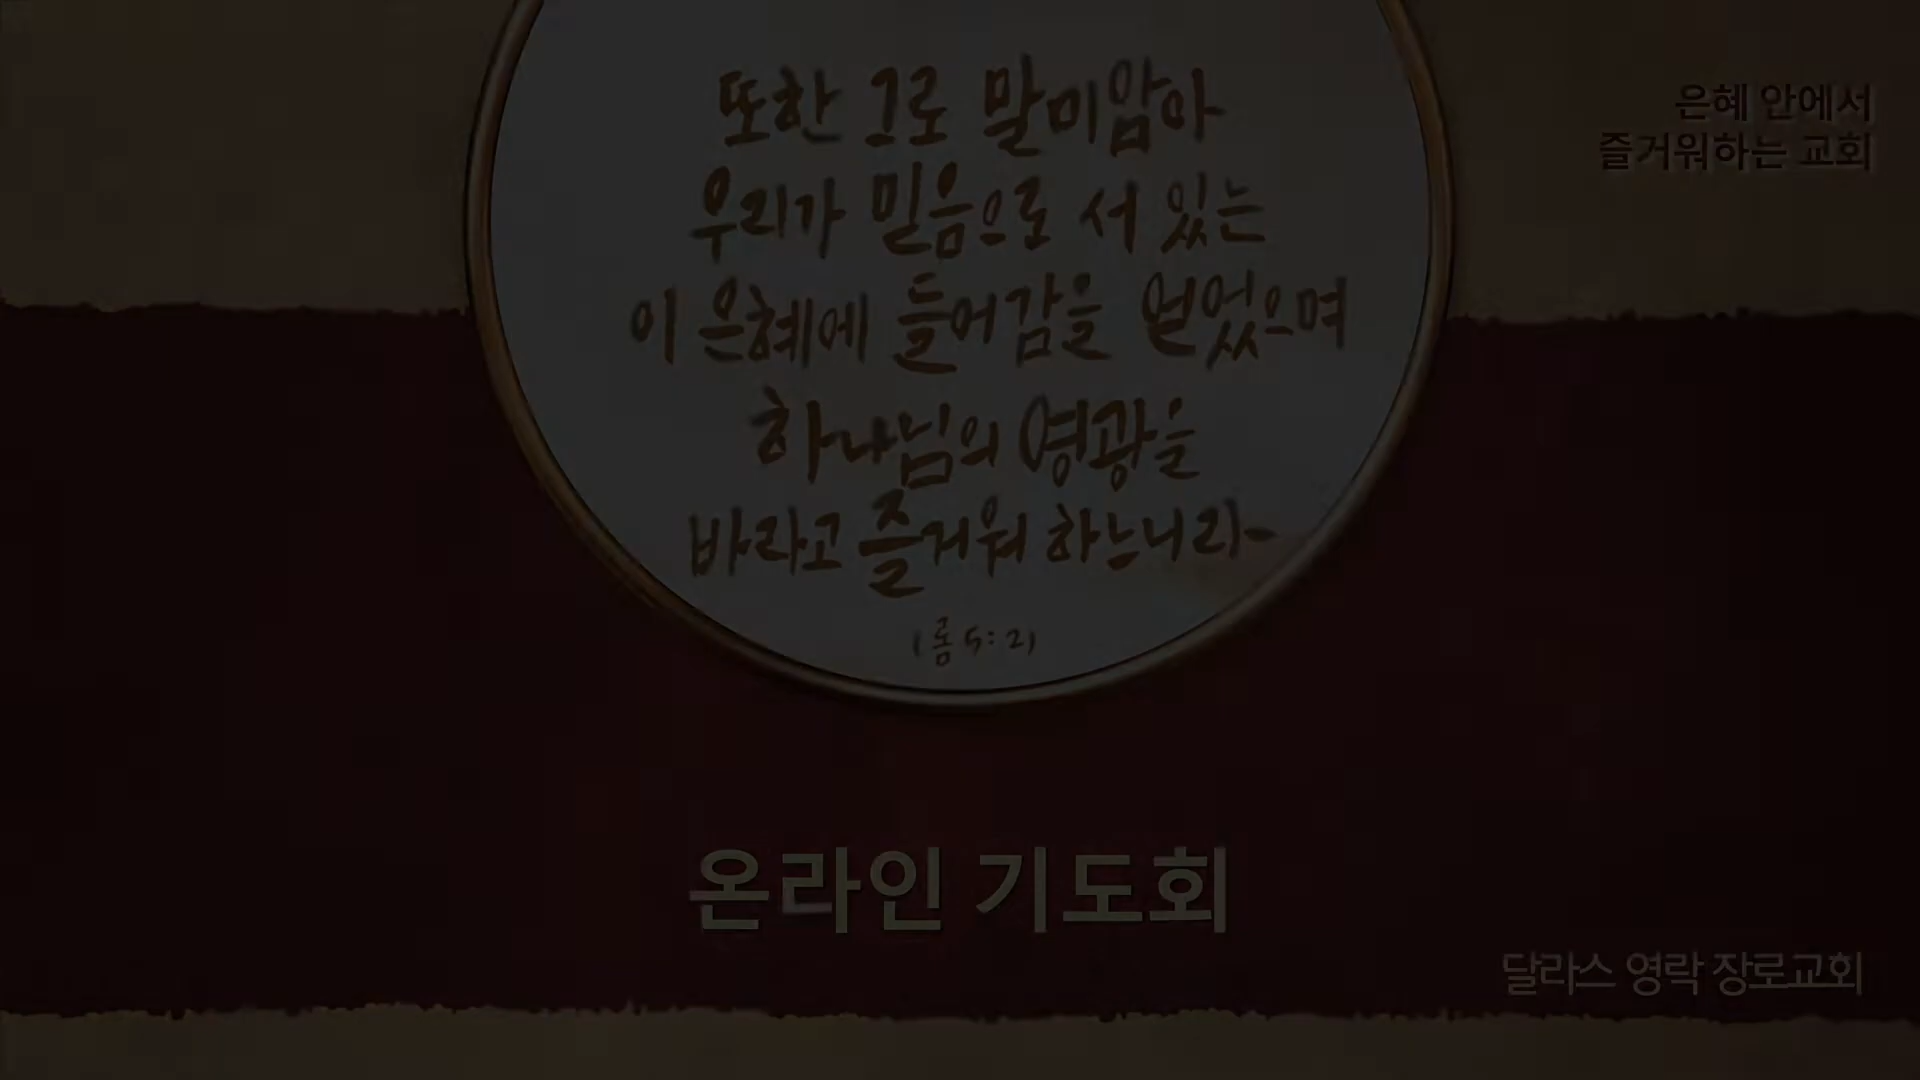 또한 그로 말미암아
우리가 믿음으로 서 있는
이 은혜에 들어감을 얻었으며
하나님의 영광을
바라고 즐거워 하느니라
(롬 5:2)
은혜 안에서
즐거워하는 교회
온라인 기도회
달라스 영락 장로교회